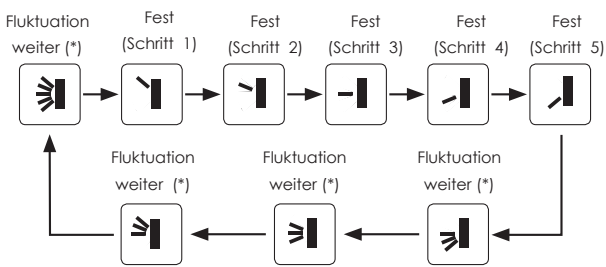 Fluktuation
weiter (*)
Fest
(Schritt 1)
Fest
(Schritt 2)
Fest
(Schritt 3)
Fest
(Schritt 4)
Fest
(Schritt 5)
Fluktuation
weiter (*)
Fluktuation
weiter (*)
Fluktuation
weiter (*)